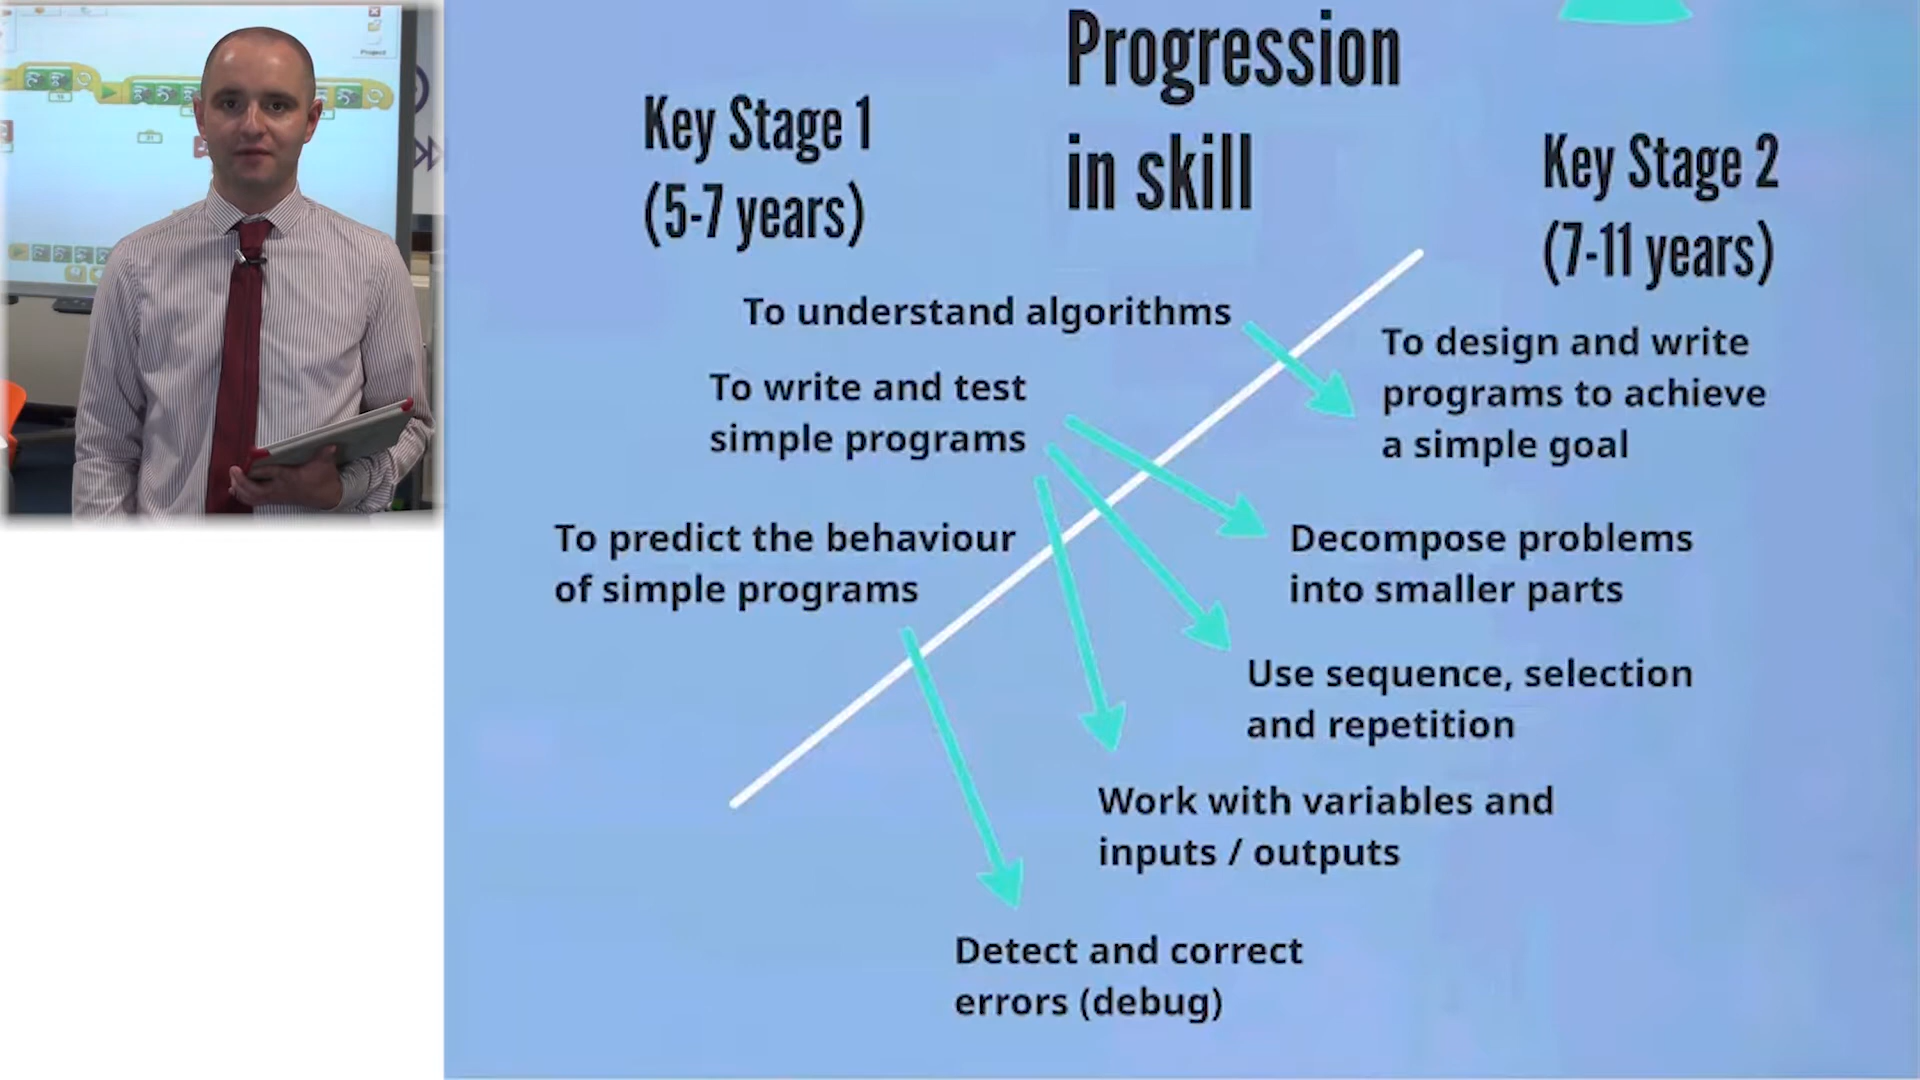 Project
Progression
in skill
Key Stage 1
(5-7 years)
Key Stage 2
(7-11 years)
To understand algorithms
To write and test
simple programs
To predict the behaviour
of simple programs
To design and write
programs to achieve
a simple goal
Decompose problems
into smaller parts
Use sequence, selection
and repetition
Work with variables and
inputs / outputs
Detect and correct
errors (debug)